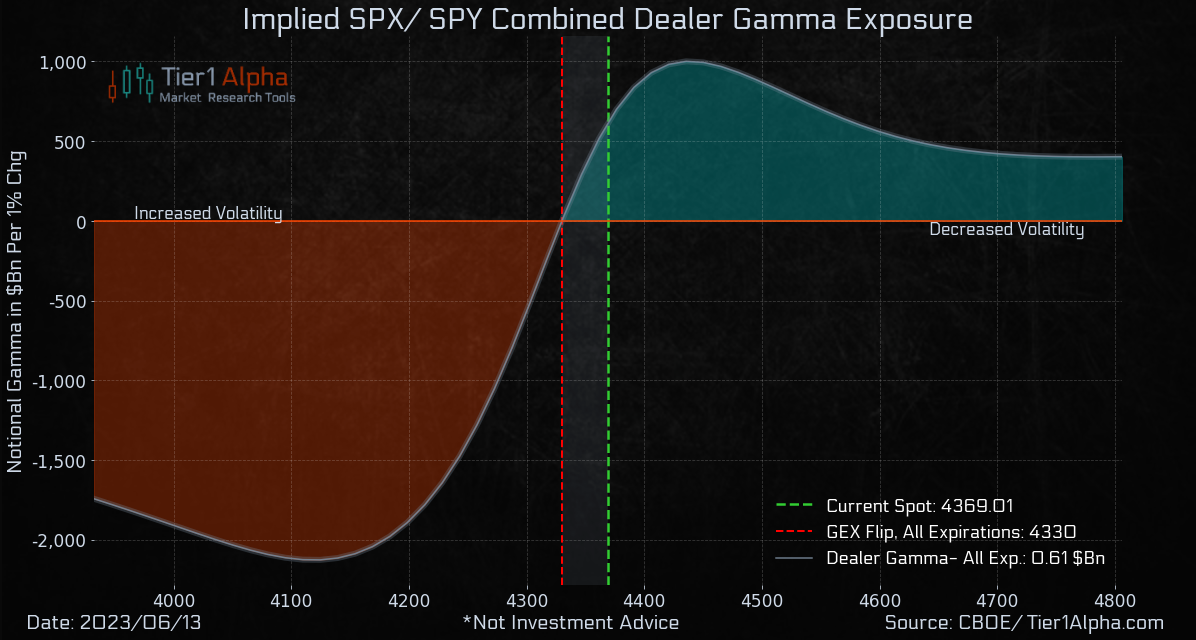 Implied SPX/ SPY Combined Dealer Gamma Exposure
Tier1 Alpha
Market Research Tools
Notional Gamma in $Bn Per 1% Chg
1,000
500
0
-500
-1,000
-1,500
-2,000
Increased Volatility
Decreased Volatility
Current Spot: 4369.01
GEX Flip, All Expirations: 4330
Dealer Gamma- All Exp.: 0.61 $Bn
4000 4100 4200 4300 4400 4500 4600 4700 4800
Date: 2023/06/13 *Not Investment Advice Source: CBOE/ Tier1Alpha.com